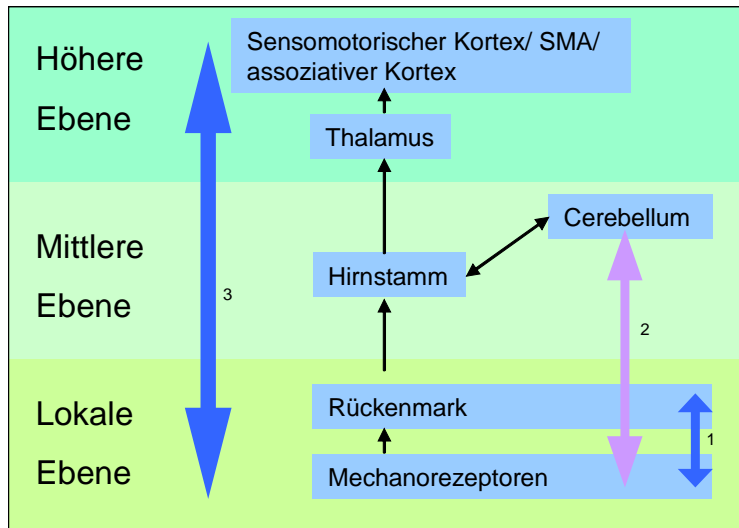 Höhere
Ebene
Sensomotorischer Kortex/ SMA/
assoziativer Kortex
Thalamus
Mittlere
Ebene
Cerebellum
Hirnstamm
3
2
Lokale
Ebene
Rückenmark
1
Mechanorezeptoren